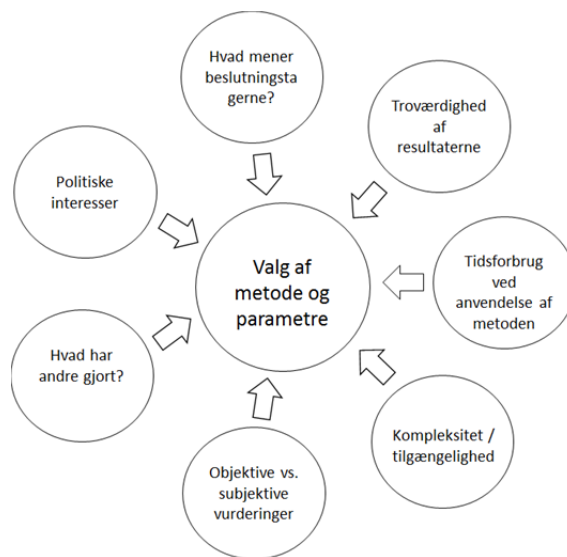 Hvad mener
beslutningsta
gerne?
Troværdighed
af
resultaterne
Politiske
interesser
Valg af
metode og
parametre
Tidsforbrug
ved
anvendelse af
metoden
Hvad har
andre gjort?
Kompleksitet /
tilgængelighed
Objektive vs.
subjektive
vurderinger